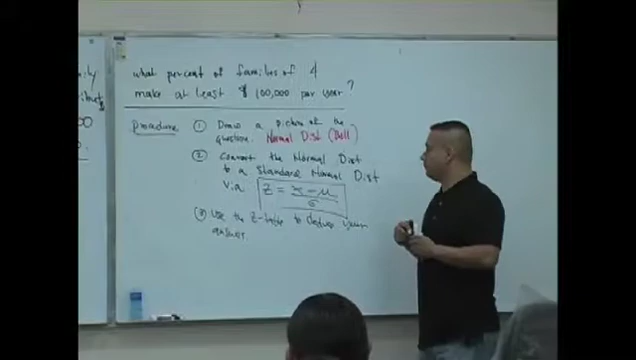 what percent of families of 4
make at least $ 100,000 per year ?
Procedure ① Draw a picture of the
question. Normal Dist (Bell)
② Convert the Normal Dist
to a Standard Normal Dist
via z = x - μ / σ
③ Use the z-table to deduce your
answer.